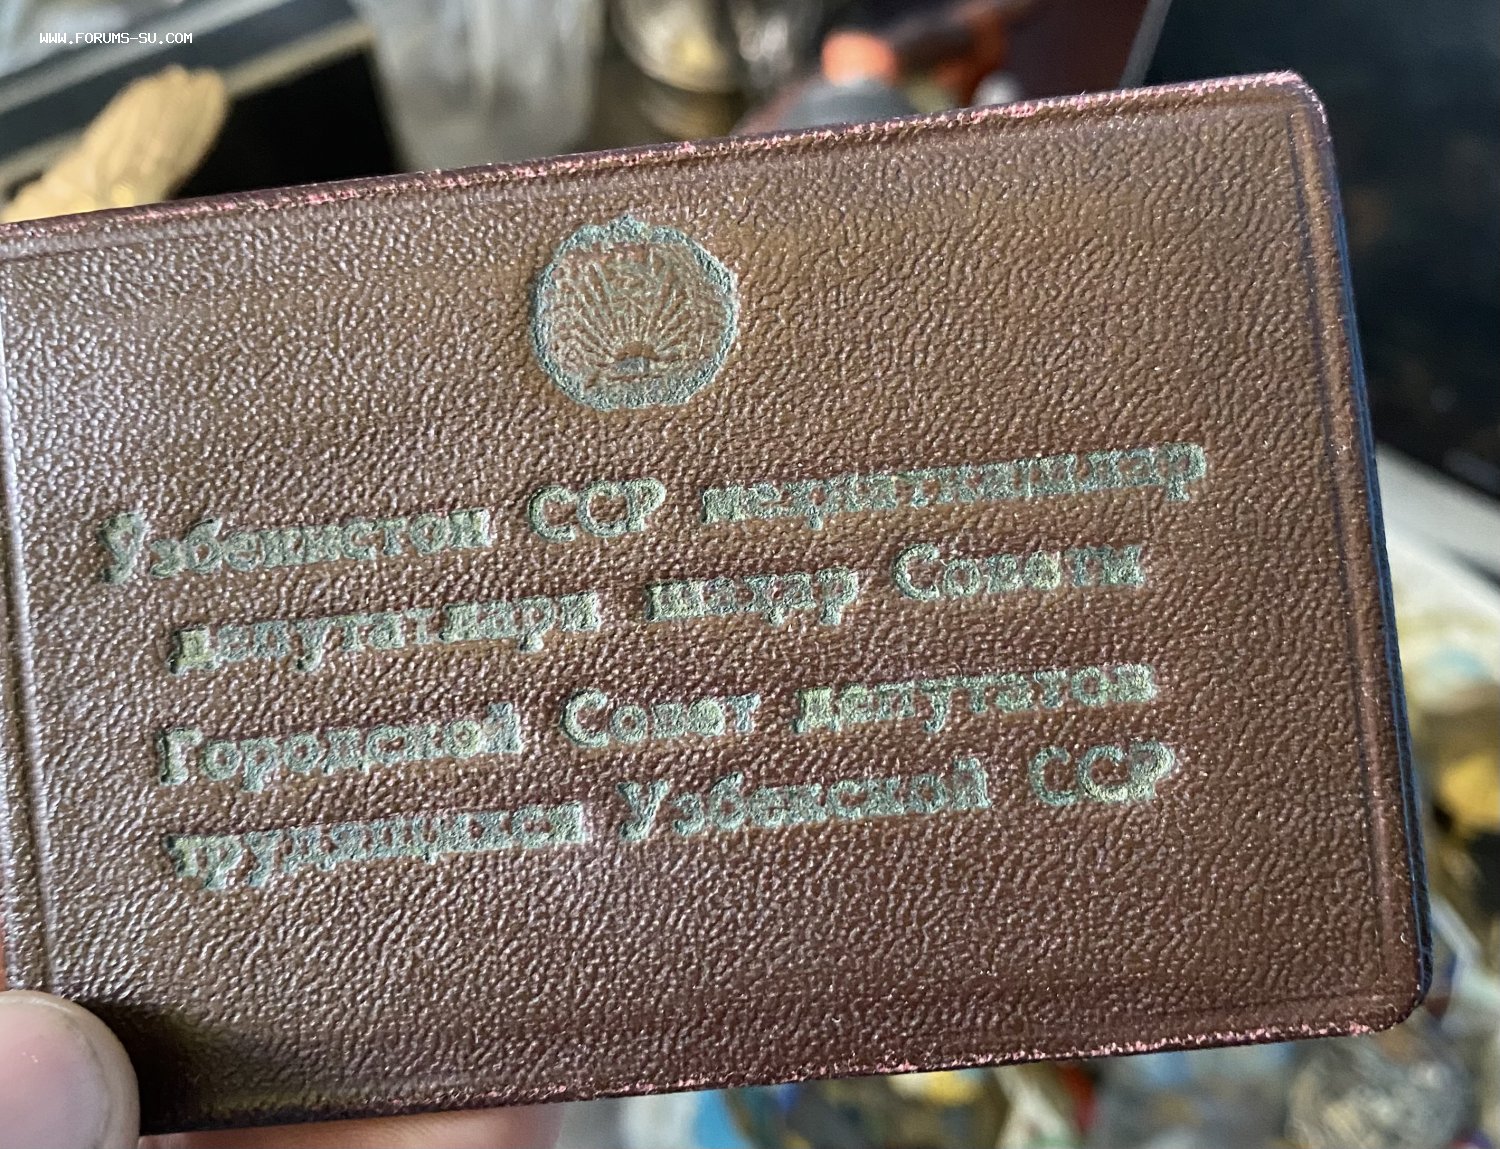 WWW.FORUMS-SU.COM
Ўзбекистон ССР меҳнаткашлар
депутатлари шаҳар Совети
Городской Совет депутатов
трудящихся Узбекской ССР